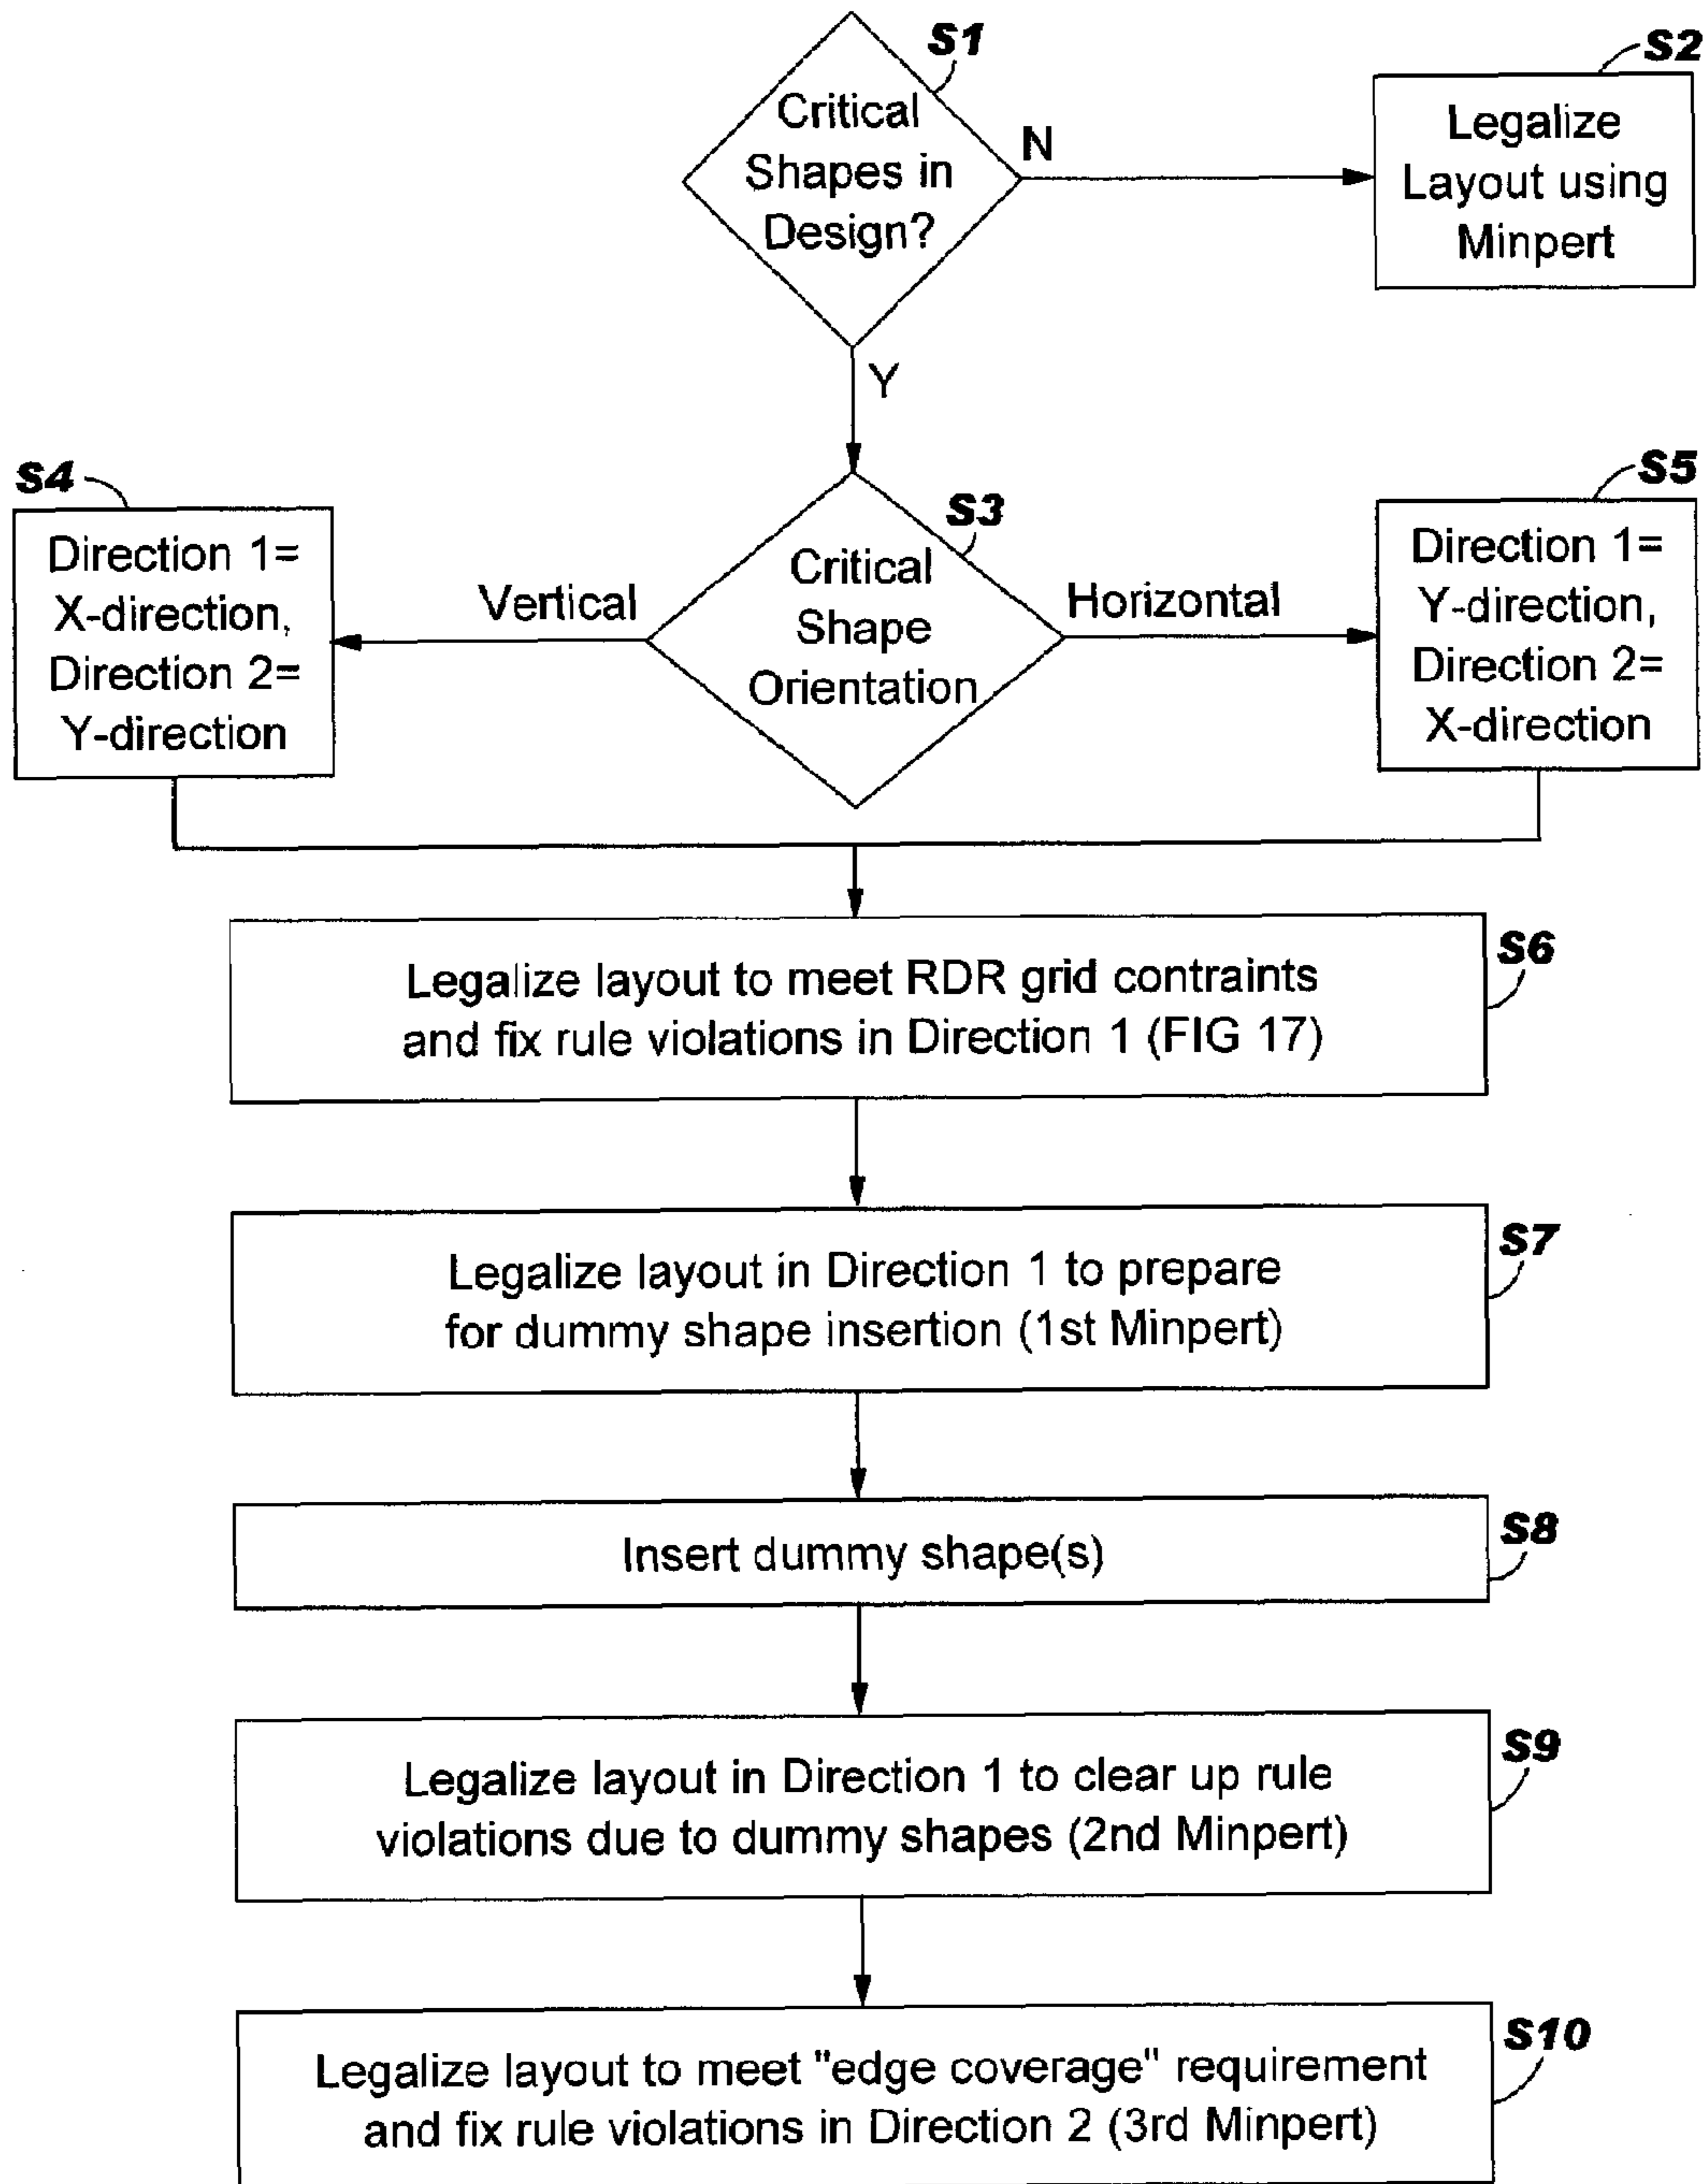 S1
Critical
Shapes in
Design?
N
S2
Legalize
Layout using
Minpert
Y
S4
Direction 1=
X-direction,
Direction 2=
Y-direction
Vertical
S3
Critical
Shape
Orientation
Horizontal
S5
Direction 1=
Y-direction,
Direction 2=
X-direction
S6
Legalize layout to meet RDR grid contraints
and fix rule violations in Direction 1 (FIG 17)
S7
Legalize layout in Direction 1 to prepare
for dummy shape insertion (1st Minpert)
S8
Insert dummy shape(s)
S9
Legalize layout in Direction 1 to clear up rule
violations due to dummy shapes (2nd Minpert)
S10
Legalize layout to meet "edge coverage" requirement
and fix rule violations in Direction 2 (3rd Minpert)